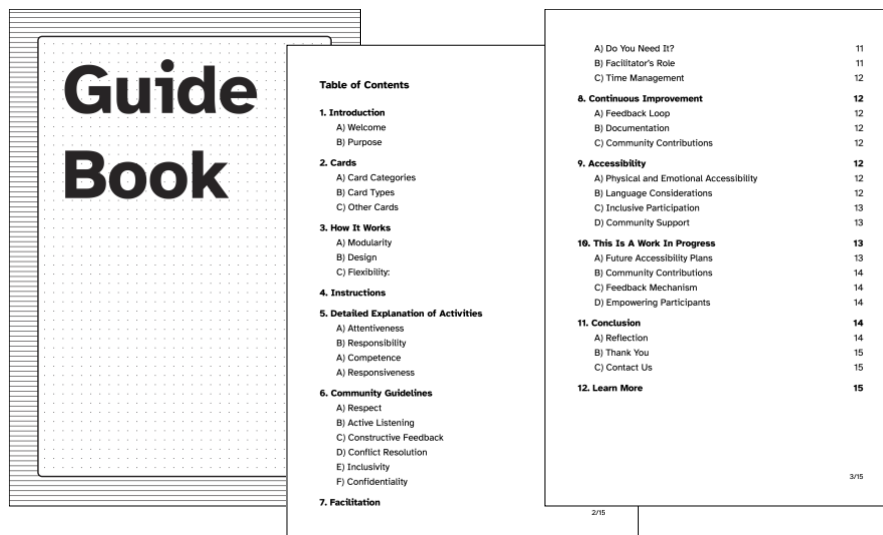 Guide
Book
Table of Contents
1. Introduction
A) Welcome
B) Purpose
2. Cards
A) Card Categories
B) Card Types
C) Other Cards
3. How It Works
A) Modularity
B) Design
C) Flexibility:
4. Instructions
5. Detailed Explanation of Activities
A) Attentiveness
B) Responsibility
A) Competence
A) Responsiveness
6. Community Guidelines
A) Respect
B) Active Listening
C) Constructive Feedback
D) Conflict Resolution
E) Inclusivity
F) Confidentiality
7. Facilitation
2/15
A) Do You Need It? 11
B) Facilitator's Role 11
C) Time Management 12
8. Continuous Improvement 12
A) Feedback Loop 12
B) Documentation 12
C) Community Contributions 12
9. Accessibility 12
A) Physical and Emotional Accessibility 12
B) Language Considerations 12
C) Inclusive Participation 13
D) Community Support 13
10. This Is A Work In Progress 13
A) Future Accessibility Plans 13
B) Community Contributions 14
C) Feedback Mechanism 14
D) Empowering Participants 14
11. Conclusion 14
A) Reflection 14
B) Thank You 15
C) Contact Us 15
12. Learn More 15
3/15